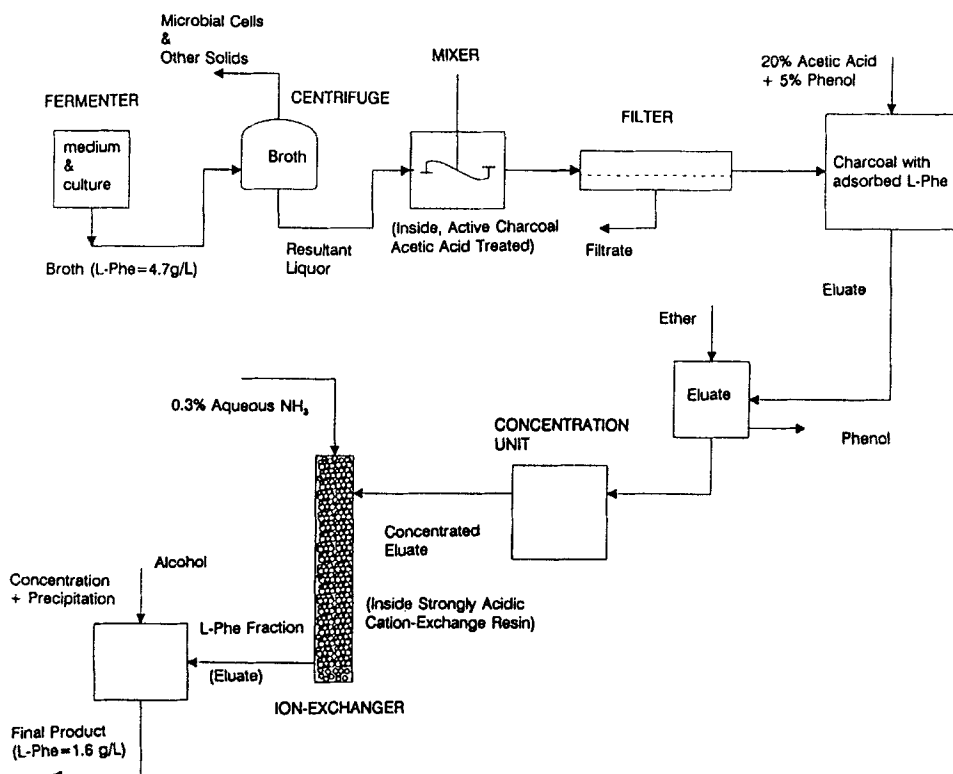 Microbial Cells
&
Other Solids
MIXER
20% Acetic Acid
+ 5% Phenol
FERMENTER
CENTRIFUGE
FILTER
medium
&
culture
Broth
Charcoal with
adsorbed L-Phe
(Inside, Active Charcoal
Acetic Acid Treated)
Resultant
Liquor
Filtrate
Broth (L-Phe=4.7g/L)
Eluate
Ether
0.3% Aqueous NH₃
Eluate
CONCENTRATION
UNIT
Phenol
Concentrated
Eluate
Alcohol
Concentration
+ Precipitation
(Inside Strongly Acidic
Cation-Exchange Resin)
L-Phe Fraction
(Eluate)
ION-EXCHANGER
Final Product
(L-Phe=1.6 g/L)